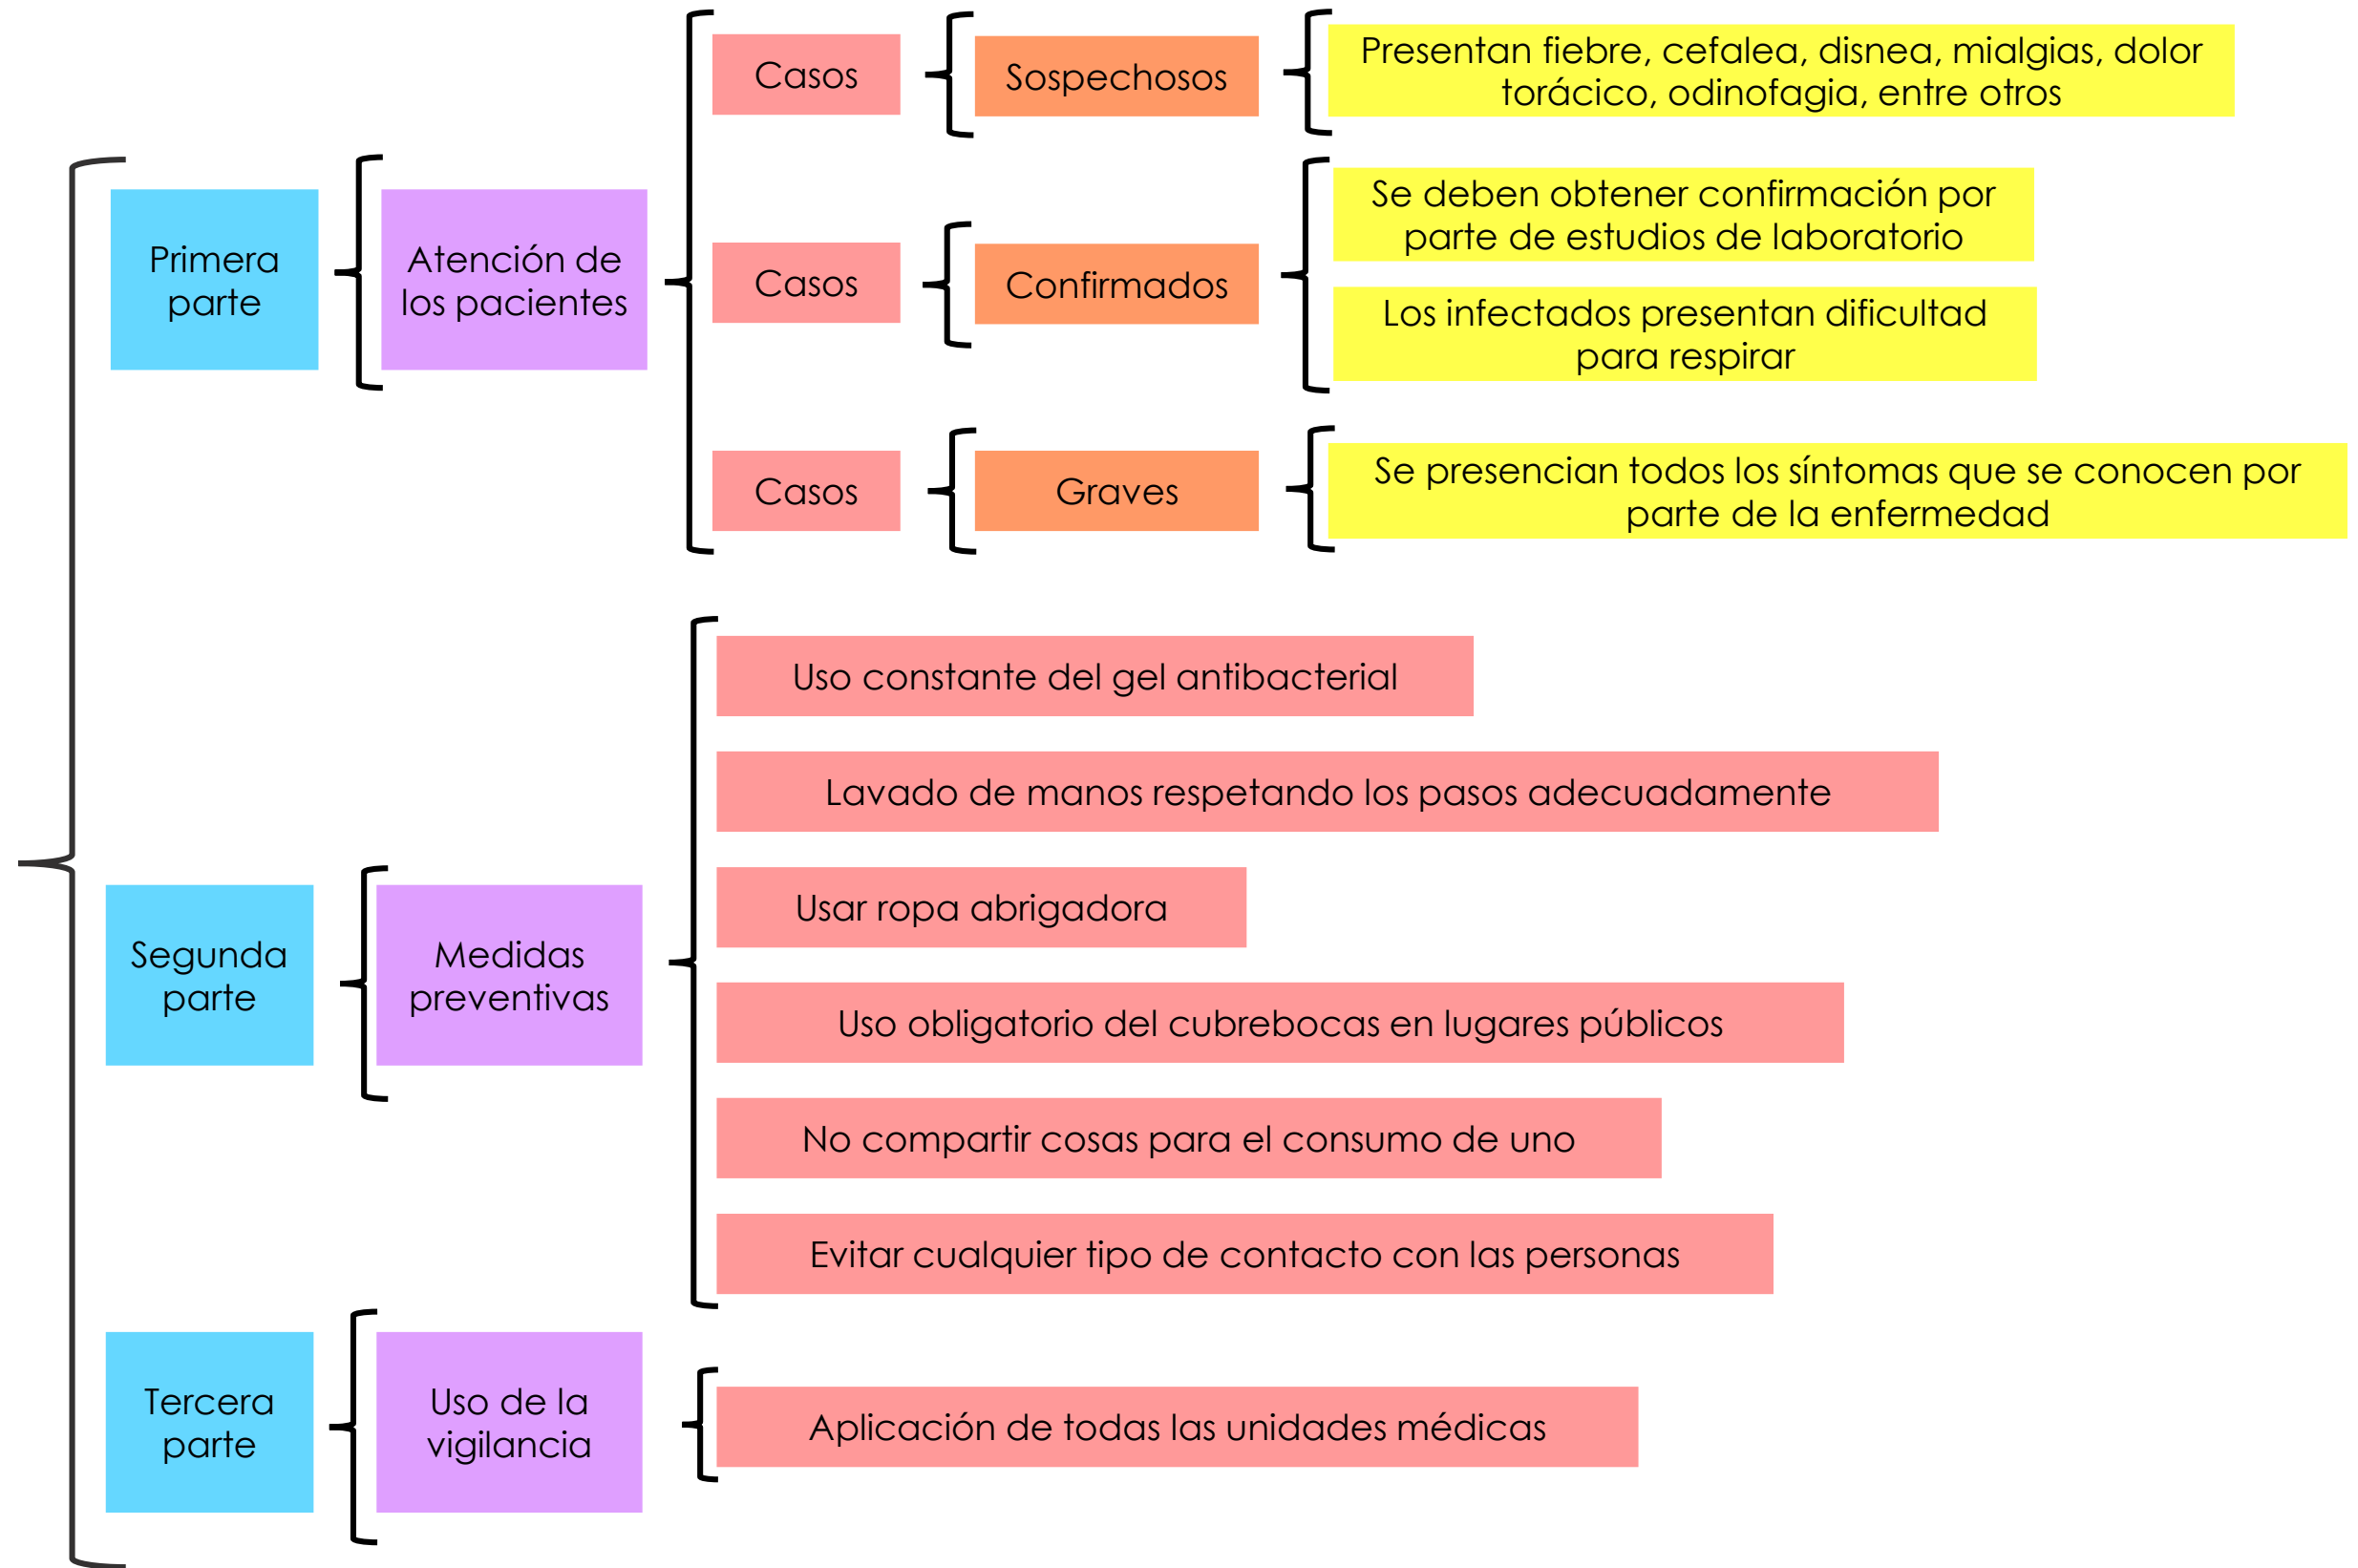 Primera
parte
Atención de
los pacientes
Casos
Sospechosos
Presentan fiebre, cefalea, disnea, mialgias, dolor
torácico, odinofagia, entre otros
Casos
Confirmados
Se deben obtener confirmación por
parte de estudios de laboratorio
Los infectados presentan dificultad
para respirar
Casos
Graves
Se presencian todos los síntomas que se conocen por
parte de la enfermedad
Segunda
parte
Medidas
preventivas
Uso constante del gel antibacterial
Lavado de manos respetando los pasos adecuadamente
Usar ropa abrigadora
Uso obligatorio del cubrebocas en lugares públicos
No compartir cosas para el consumo de uno
Evitar cualquier tipo de contacto con las personas
Tercera
parte
Uso de la
vigilancia
Aplicación de todas las unidades médicas